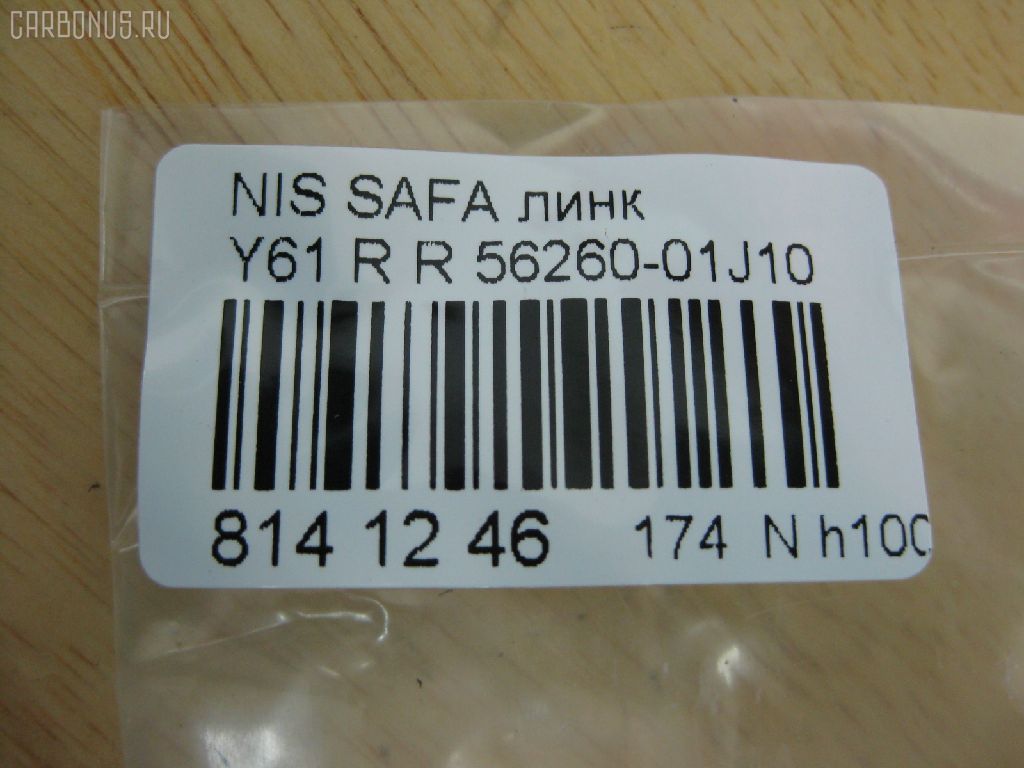 CARBONUS.RU
NIS SAFA линк
Y61 R R 56260-01J10
814 12 46 174 N h100